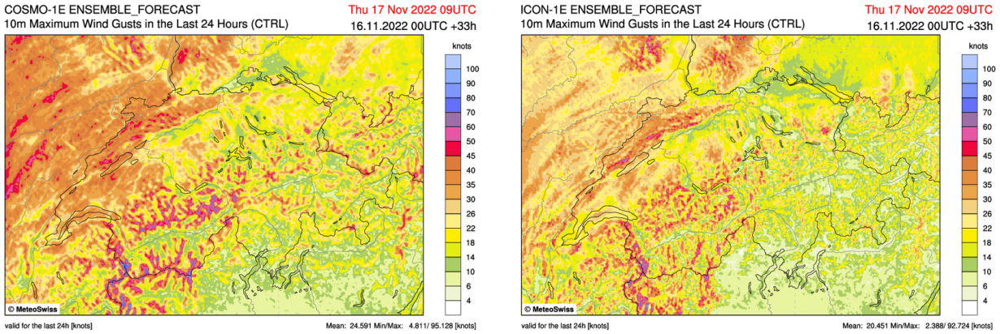 COSMO-1E ENSEMBLE_FORECAST
Thu 17 Nov 2022 09UTC
10m Maximum Wind Gusts in the Last 24 Hours (CTRL)
16.11.2022 00UTC +33h
knots
100
90
80
70
60
50
45
40
35
30
26
22
18
14
10
6
4
© MeteoSwiss
valid for the last 24h [knots]
Mean: 24.591 Min/Max: 4.811/ 95.128 [knots]
ICON-1E ENSEMBLE_FORECAST
Thu 17 Nov 2022 09UTC
10m Maximum Wind Gusts in the Last 24 Hours (CTRL)
16.11.2022 00UTC +33h
knots
100
90
80
70
60
50
45
40
35
30
26
22
18
14
10
6
4
© MeteoSwiss
valid for the last 24h [knots]
Mean: 20.451 Min/Max: 2.388/ 92.724 [knots]